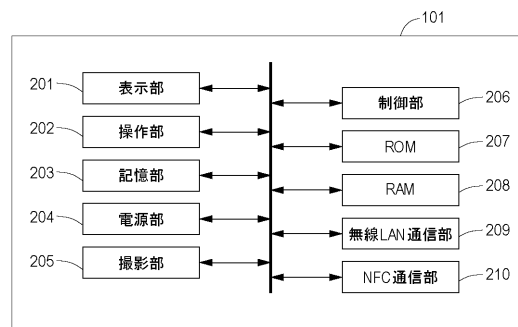 101
201
表示部
202
操作部
203
記憶部
204
電源部
205
撮影部
制御部
206
ROM
207
RAM
208
無線LAN通信部
209
NFC通信部
210